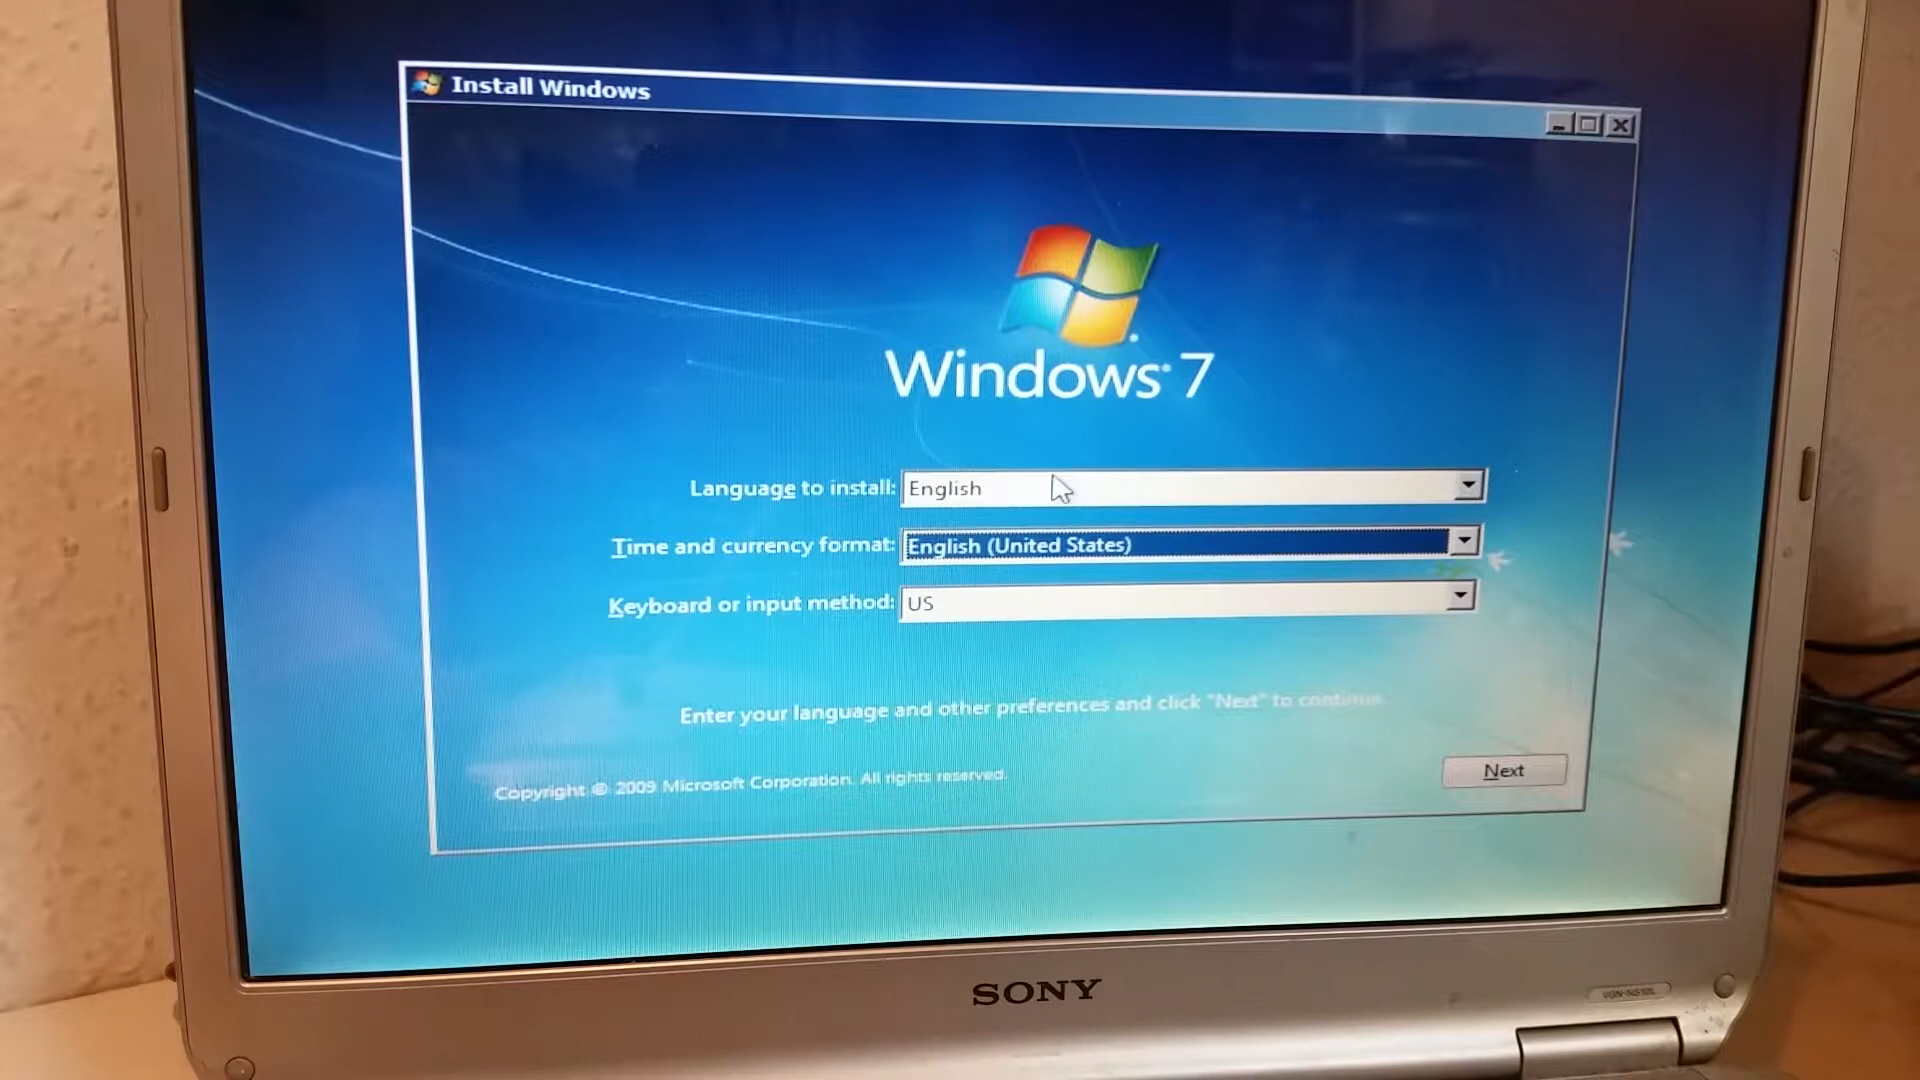 Install Windows
Windows 7
Language to install: English
Time and currency format: English (United States)
Keyboard or input method: US
Enter your language and other preferences and click "Next" to continue.
Copyright © 2009 Microsoft Corporation. All rights reserved.
Next
SONY